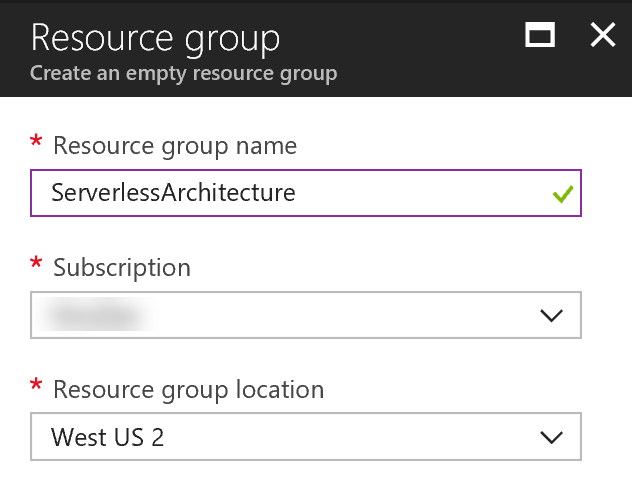 Resource group
Create an empty resource group
* Resource group name
ServerlessArchitecture
* Subscription
* Resource group location
West US 2